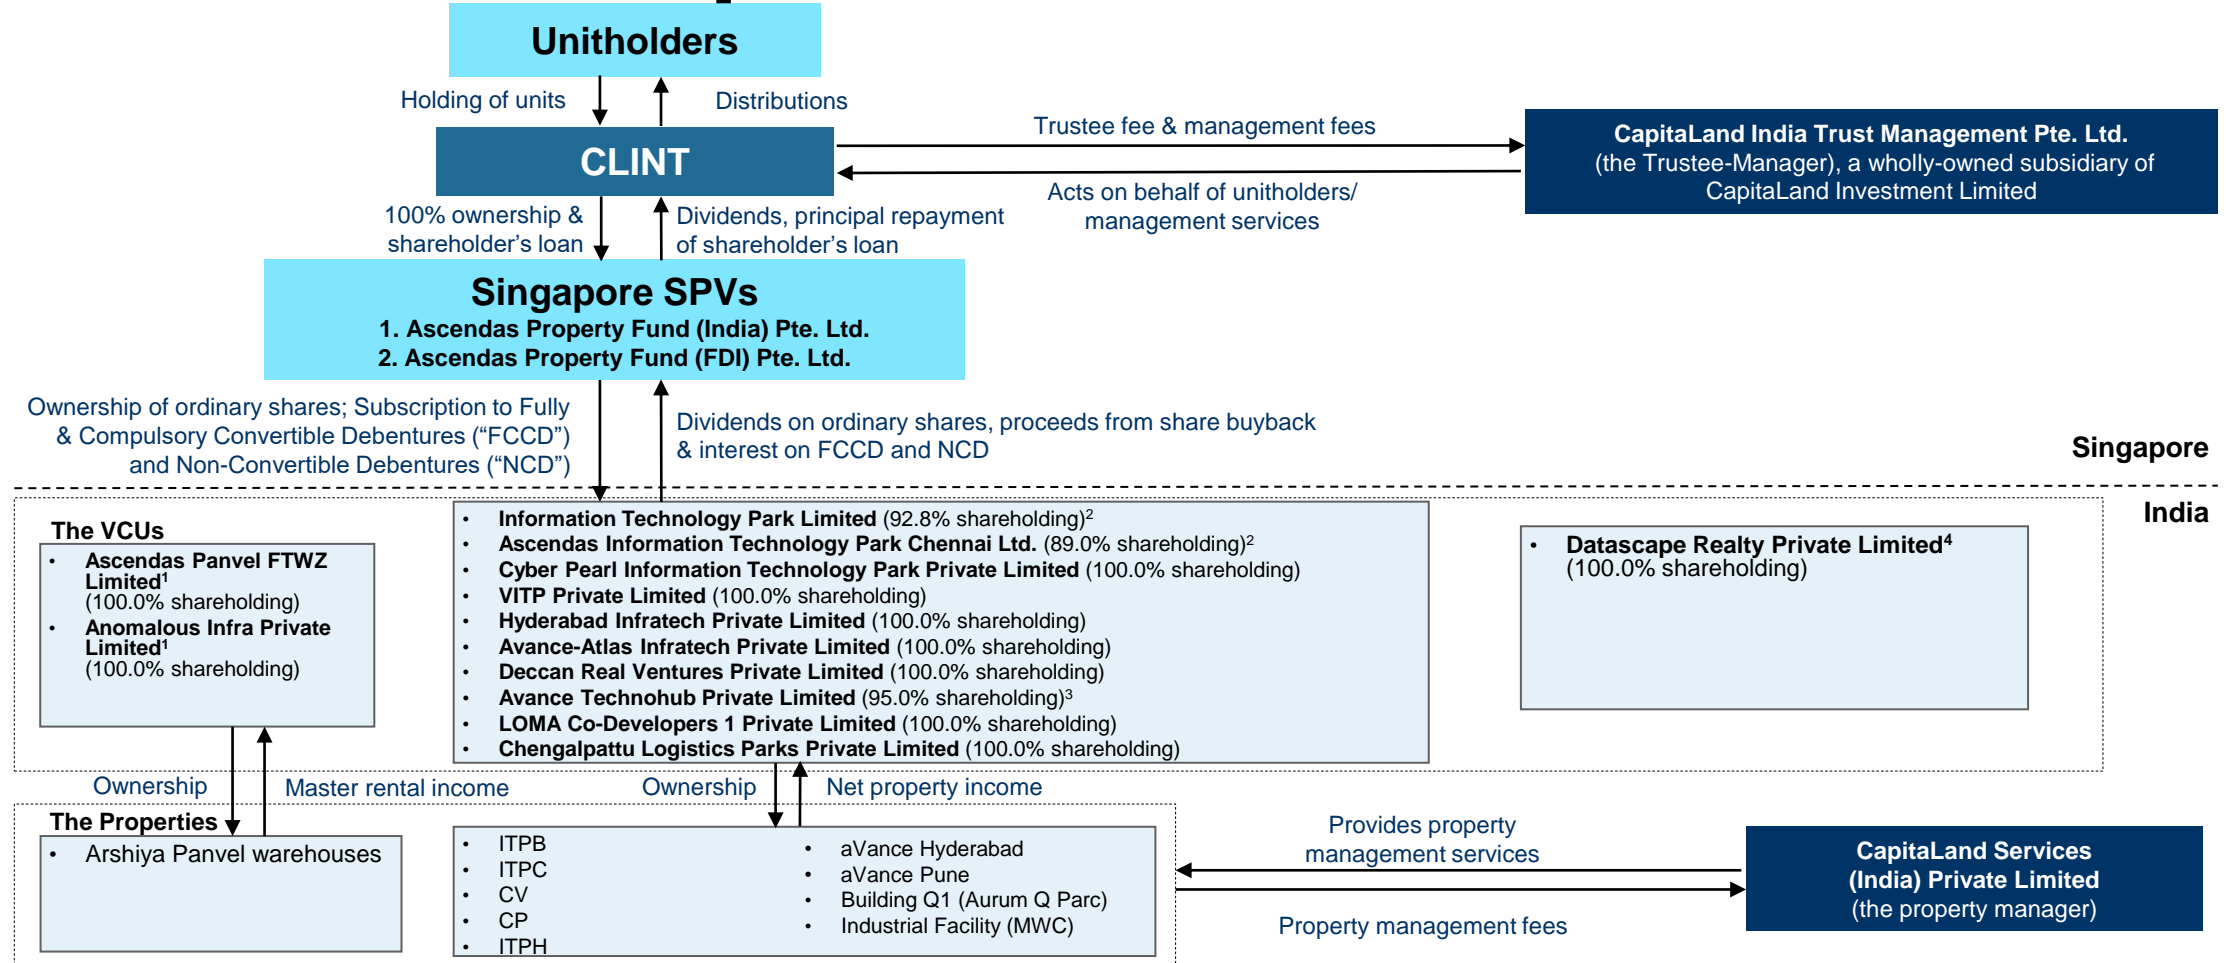 Unitholders
Holding of units
Distributions
CLINT
Trustee fee & management fees
Acts on behalf of unitholders/
management services
CapitaLand India Trust Management Pte. Ltd.
(the Trustee-Manager), a wholly-owned subsidiary of
CapitaLand Investment Limited
100% ownership &
shareholder’s loan
Dividends, principal repayment
of shareholder’s loan
Singapore SPVs
1. Ascendas Property Fund (India) Pte. Ltd.
2. Ascendas Property Fund (FDI) Pte. Ltd.
Ownership of ordinary shares; Subscription to Fully
& Compulsory Convertible Debentures (“FCCD”)
and Non-Convertible Debentures (“NCD”)
Dividends on ordinary shares, proceeds from share buyback
& interest on FCCD and NCD
Singapore
India
The VCUs
• Ascendas Panvel FTWZ
Limited¹
(100.0% shareholding)
• Anomalous Infra Private
Limited¹
(100.0% shareholding)
• Information Technology Park Limited (92.8% shareholding)²
• Ascendas Information Technology Park Chennai Ltd. (89.0% shareholding)²
• Cyber Pearl Information Technology Park Private Limited (100.0% shareholding)
• VITP Private Limited (100.0% shareholding)
• Hyderabad Infratech Private Limited (100.0% shareholding)
• Avance-Atlas Infratech Private Limited (100.0% shareholding)
• Deccan Real Ventures Private Limited (100.0% shareholding)
• Avance Technohub Private Limited (95.0% shareholding)³
• LOMA Co-Developers 1 Private Limited (100.0% shareholding)
• Chengalpattu Logistics Parks Private Limited (100.0% shareholding)
• Datascape Realty Private Limited⁴
(100.0% shareholding)
Ownership
Master rental income
Ownership
Net property income
The Properties
• Arshiya Panvel warehouses
• ITPB
• ITPC
• CV
• CP
• ITPH
• aVance Hyderabad
• aVance Pune
• Building Q1 (Aurum Q Parc)
• Industrial Facility (MWC)
Provides property
management services
Property management fees
CapitaLand Services
(India) Private Limited
(the property manager)